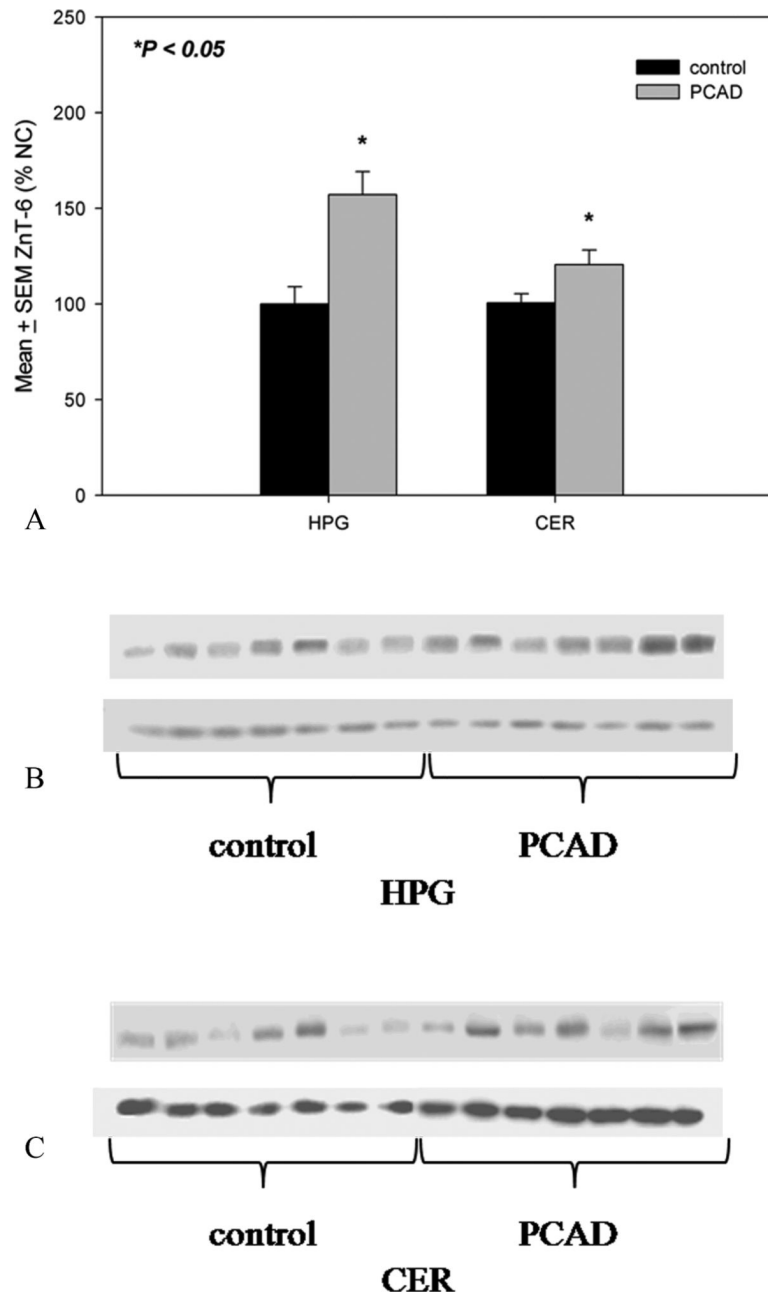 250
200
150
100
50
0
Mean ± SEM ZnT-6 (% NC)
*P < 0.05
control
PCAD
*
*
HPG
CER
A
B
control
PCAD
HPG
C
control
PCAD
CER